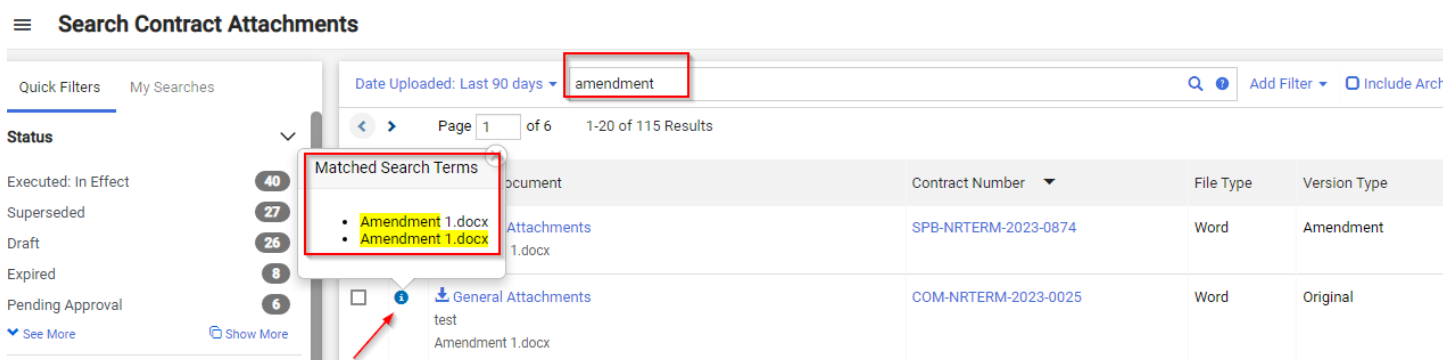 Search Contract Attachments
Quick Filters My Searches
Date Uploaded: Last 90 days amendment Add Filter Include Arch
Status
Page 1 of 6 1-20 of 115 Results
Matched Search Terms
ocument Contract Number File Type Version Type
Executed: In Effect 40
Superseded 27
Draft 26
Expired 8
Pending Approval 6
See More Show More
Amendment 1.docx
Amendment 1.docx
Attachments SPB-NRTERM-2023-0874 Word Amendment
1.docx
General Attachments COM-NRTERM-2023-0025 Word Original
test
Amendment 1.docx